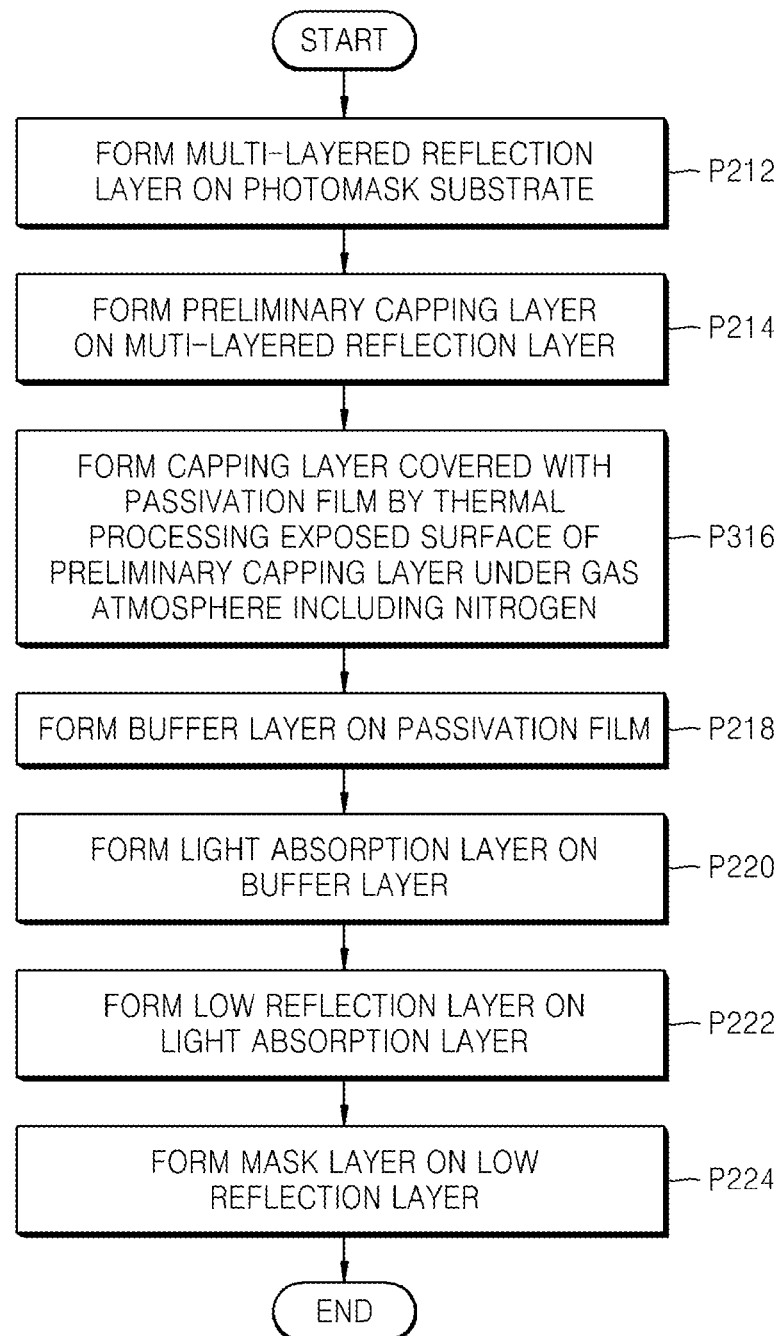 START
FORM MULTI-LAYERED REFLECTION
LAYER ON PHOTOMASK SUBSTRATE
P212
FORM PRELIMINARY CAPPING LAYER
ON MUTI-LAYERED REFLECTION LAYER
P214
FORM CAPPING LAYER COVERED WITH
PASSIVATION FILM BY THERMAL
PROCESSING EXPOSED SURFACE OF
PRELIMINARY CAPPING LAYER UNDER GAS
ATMOSPHERE INCLUDING NITROGEN
P316
FORM BUFFER LAYER ON PASSIVATION FILM
P218
FORM LIGHT ABSORPTION LAYER ON
BUFFER LAYER
P220
FORM LOW REFLECTION LAYER ON
LIGHT ABSORPTION LAYER
P222
FORM MASK LAYER ON LOW
REFLECTION LAYER
P224
END